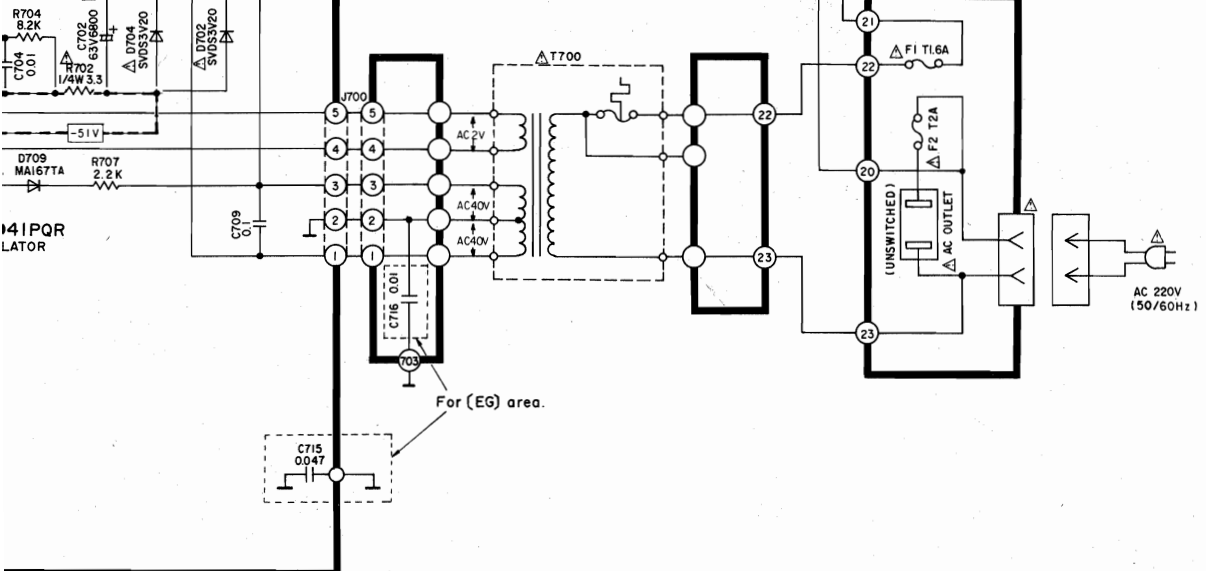 R704
8.2K
C704
0.01
C702
63V6800
+
R702
1/4W 3.3
D704
SVDS3V20
D702
SVDS3V20
-51V
D709
MA167TA
R707
2.2K
C709
0.1
41PQR
LATOR
J700
5
5
4
4
3
3
2
2
1
1
AC2V
AC40V
AC40V
T700
C716 0.01
703
For (EG) area.
C715
0.047
22
23
21
22
F1 T1.6A
F2 T2A
20
(UNSWITCHED)
AC OUTLET
23
AC 220V
(50/60Hz)